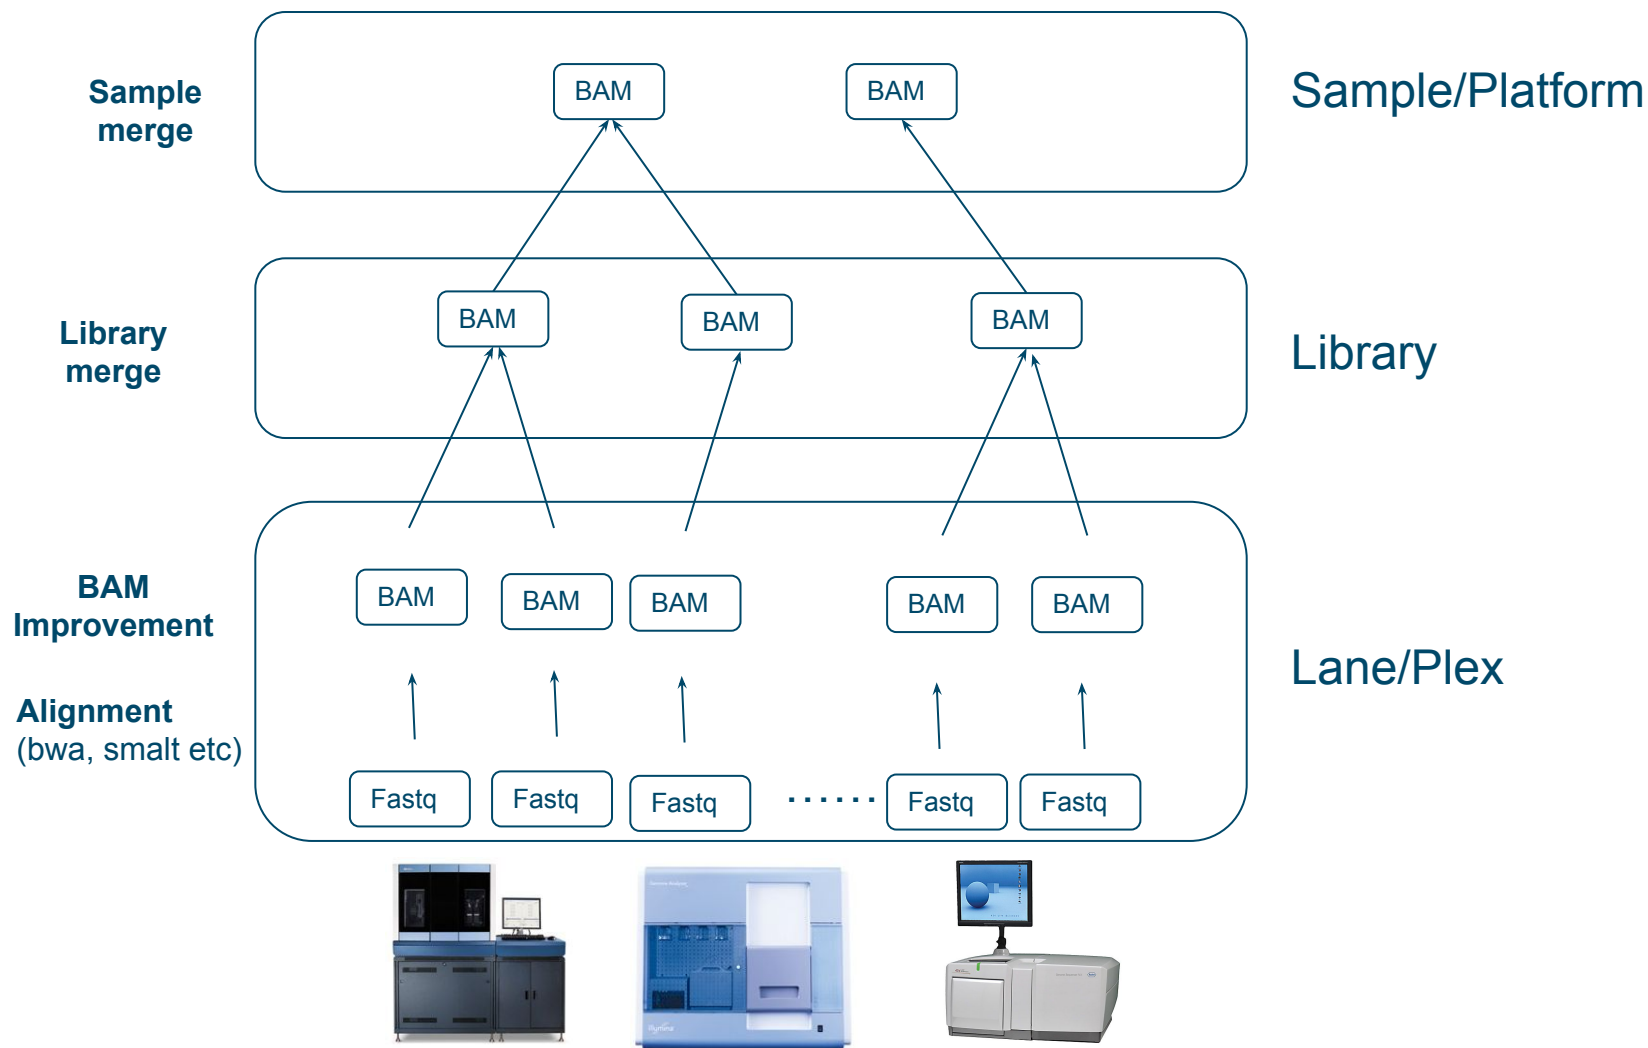 Sample
merge
BAM
BAM
Sample/Platform
Library
merge
BAM
BAM
BAM
Library
BAM
Improvement
BAM
BAM
BAM
BAM
BAM
Lane/Plex
Alignment
(bwa, smalt etc)
Fastq
Fastq
Fastq
......
Fastq
Fastq
illumina